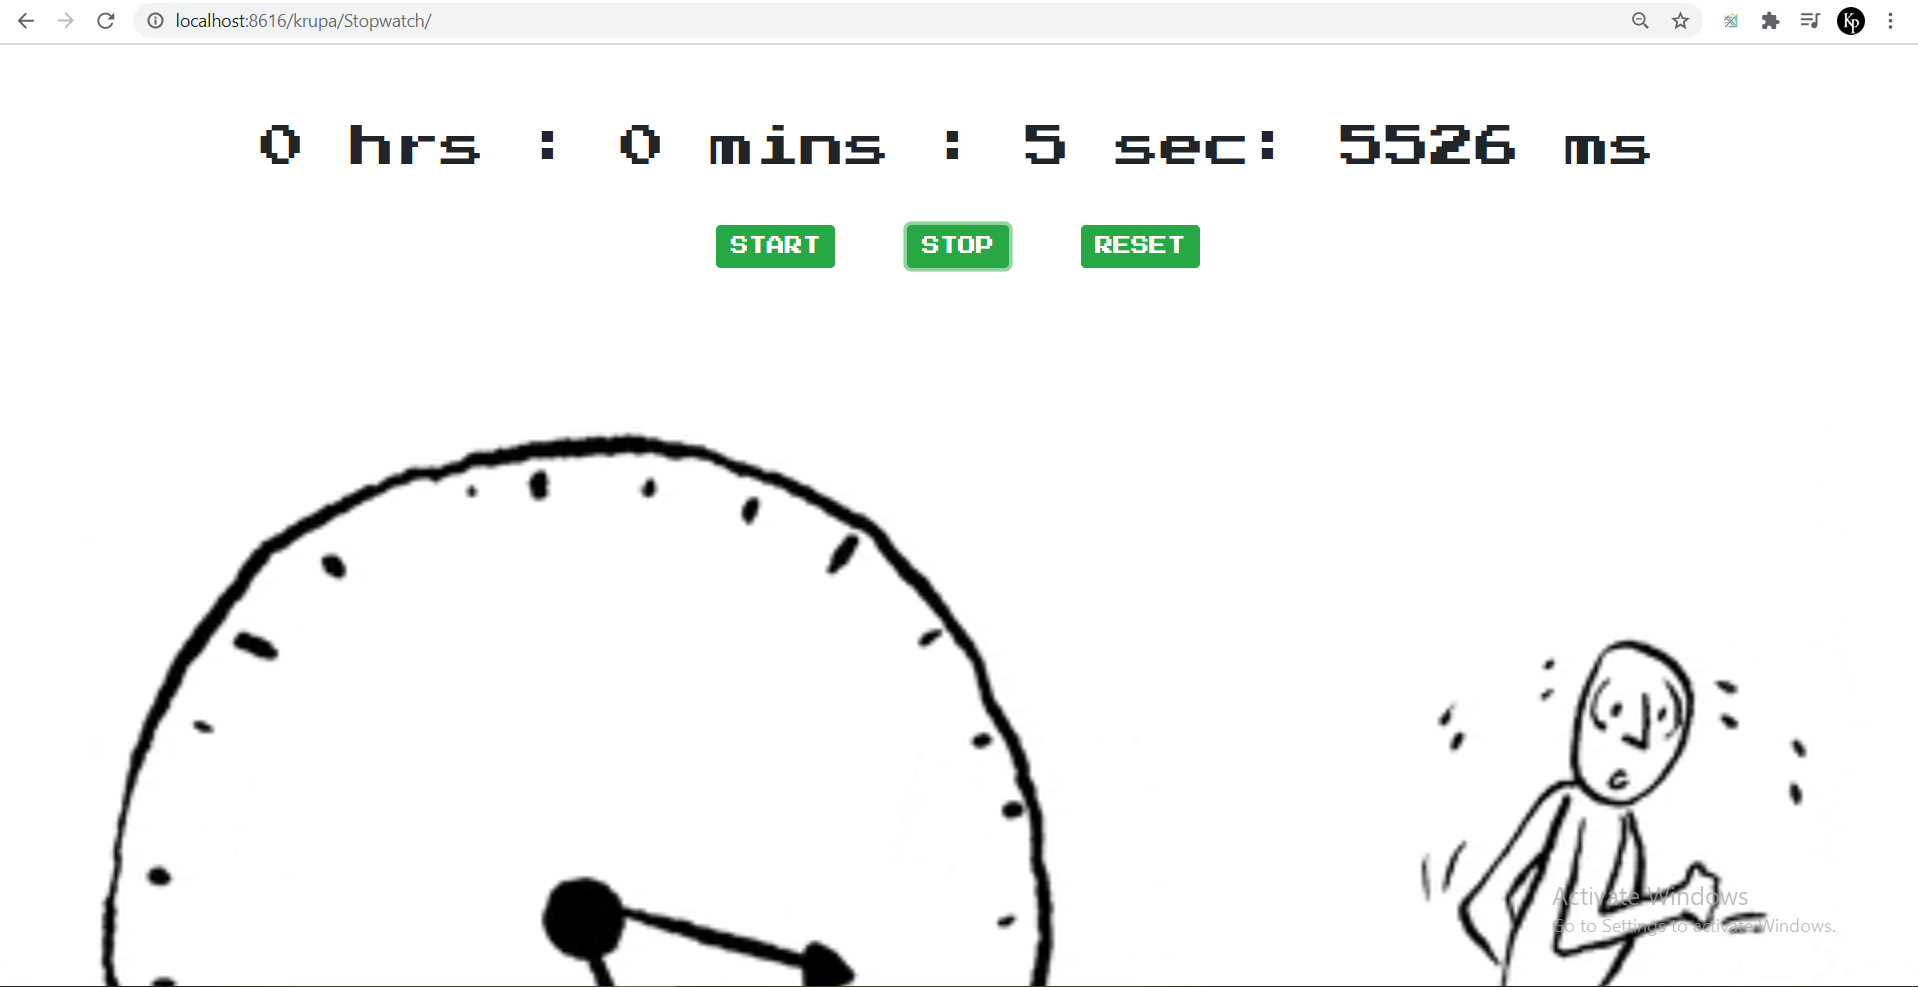 localhost:8616/krupa/Stopwatch/
Kp
0 hrs : 0 mins : 5 sec: 5526 ms
START STOP RESET
Activate Windows
Go to Settings to activate Windows.